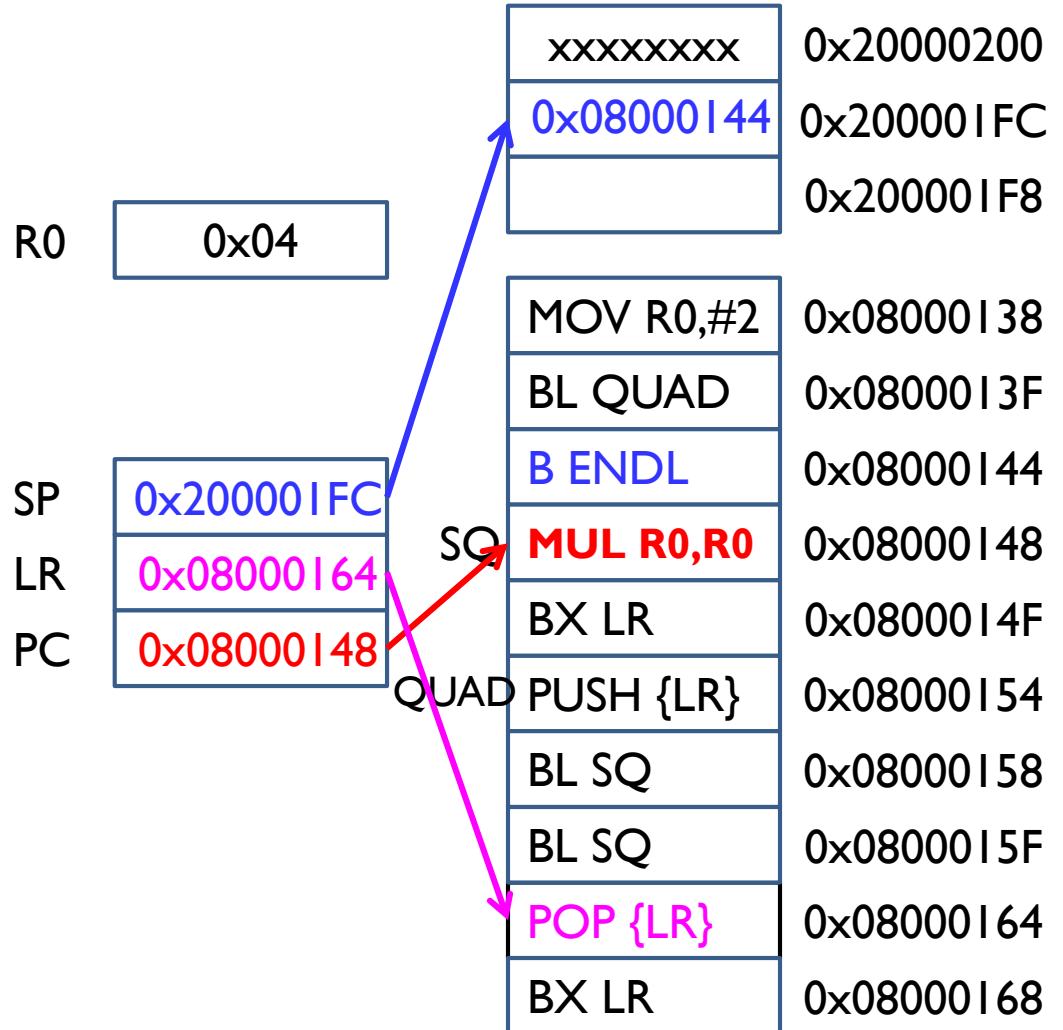 xxxxxxxx 0x20000200
0x08000144 0x200001FC
0x200001F8
R0 0x04
MOV R0,#2 0x08000138
BL QUAD 0x0800013F
B ENDL 0x08000144
SP 0x200001FC
SQ MUL R0,R0 0x08000148
LR 0x08000164
BX LR 0x0800014F
PC 0x08000148
QUAD PUSH {LR} 0x08000154
BL SQ 0x08000158
BL SQ 0x0800015F
POP {LR} 0x08000164
BX LR 0x08000168